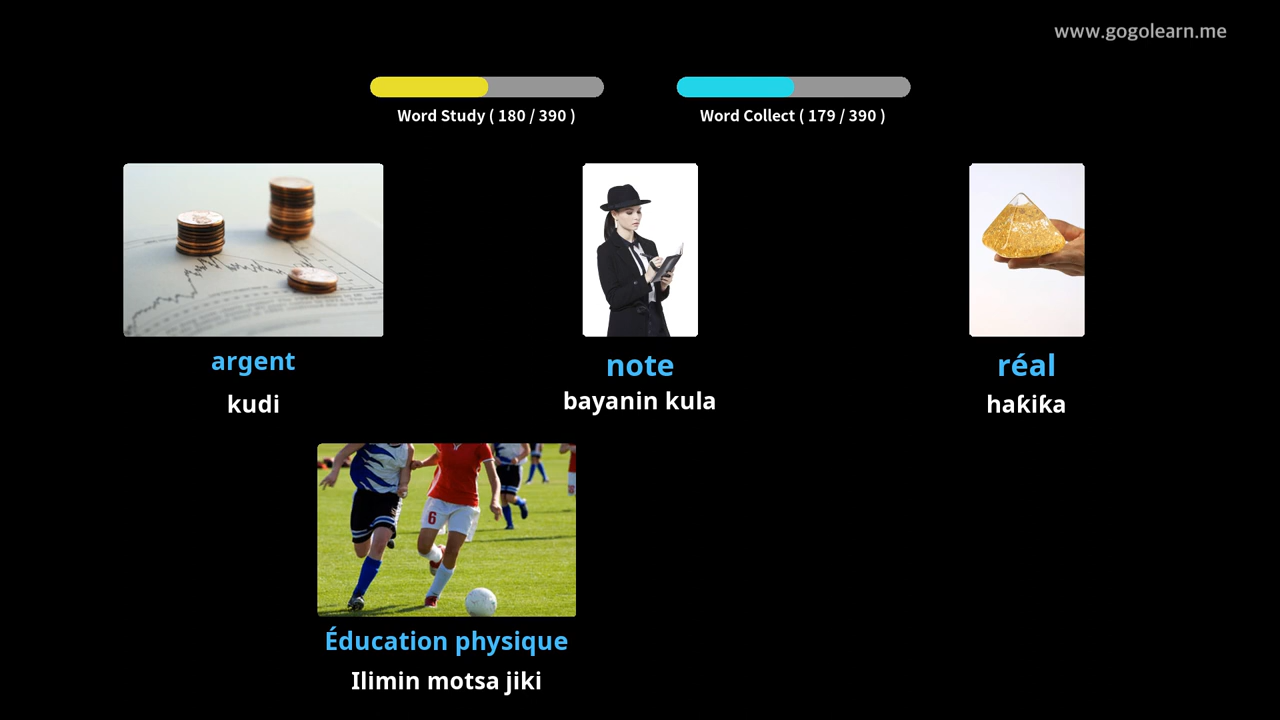 www.gogolearn.me
Word Study ( 180 / 390 )
Word Collect ( 179 / 390 )
argent
note
réal
kudi
bayanin kula
haƙiƙa
6
Éducation physique
Ilimin motsa jiki